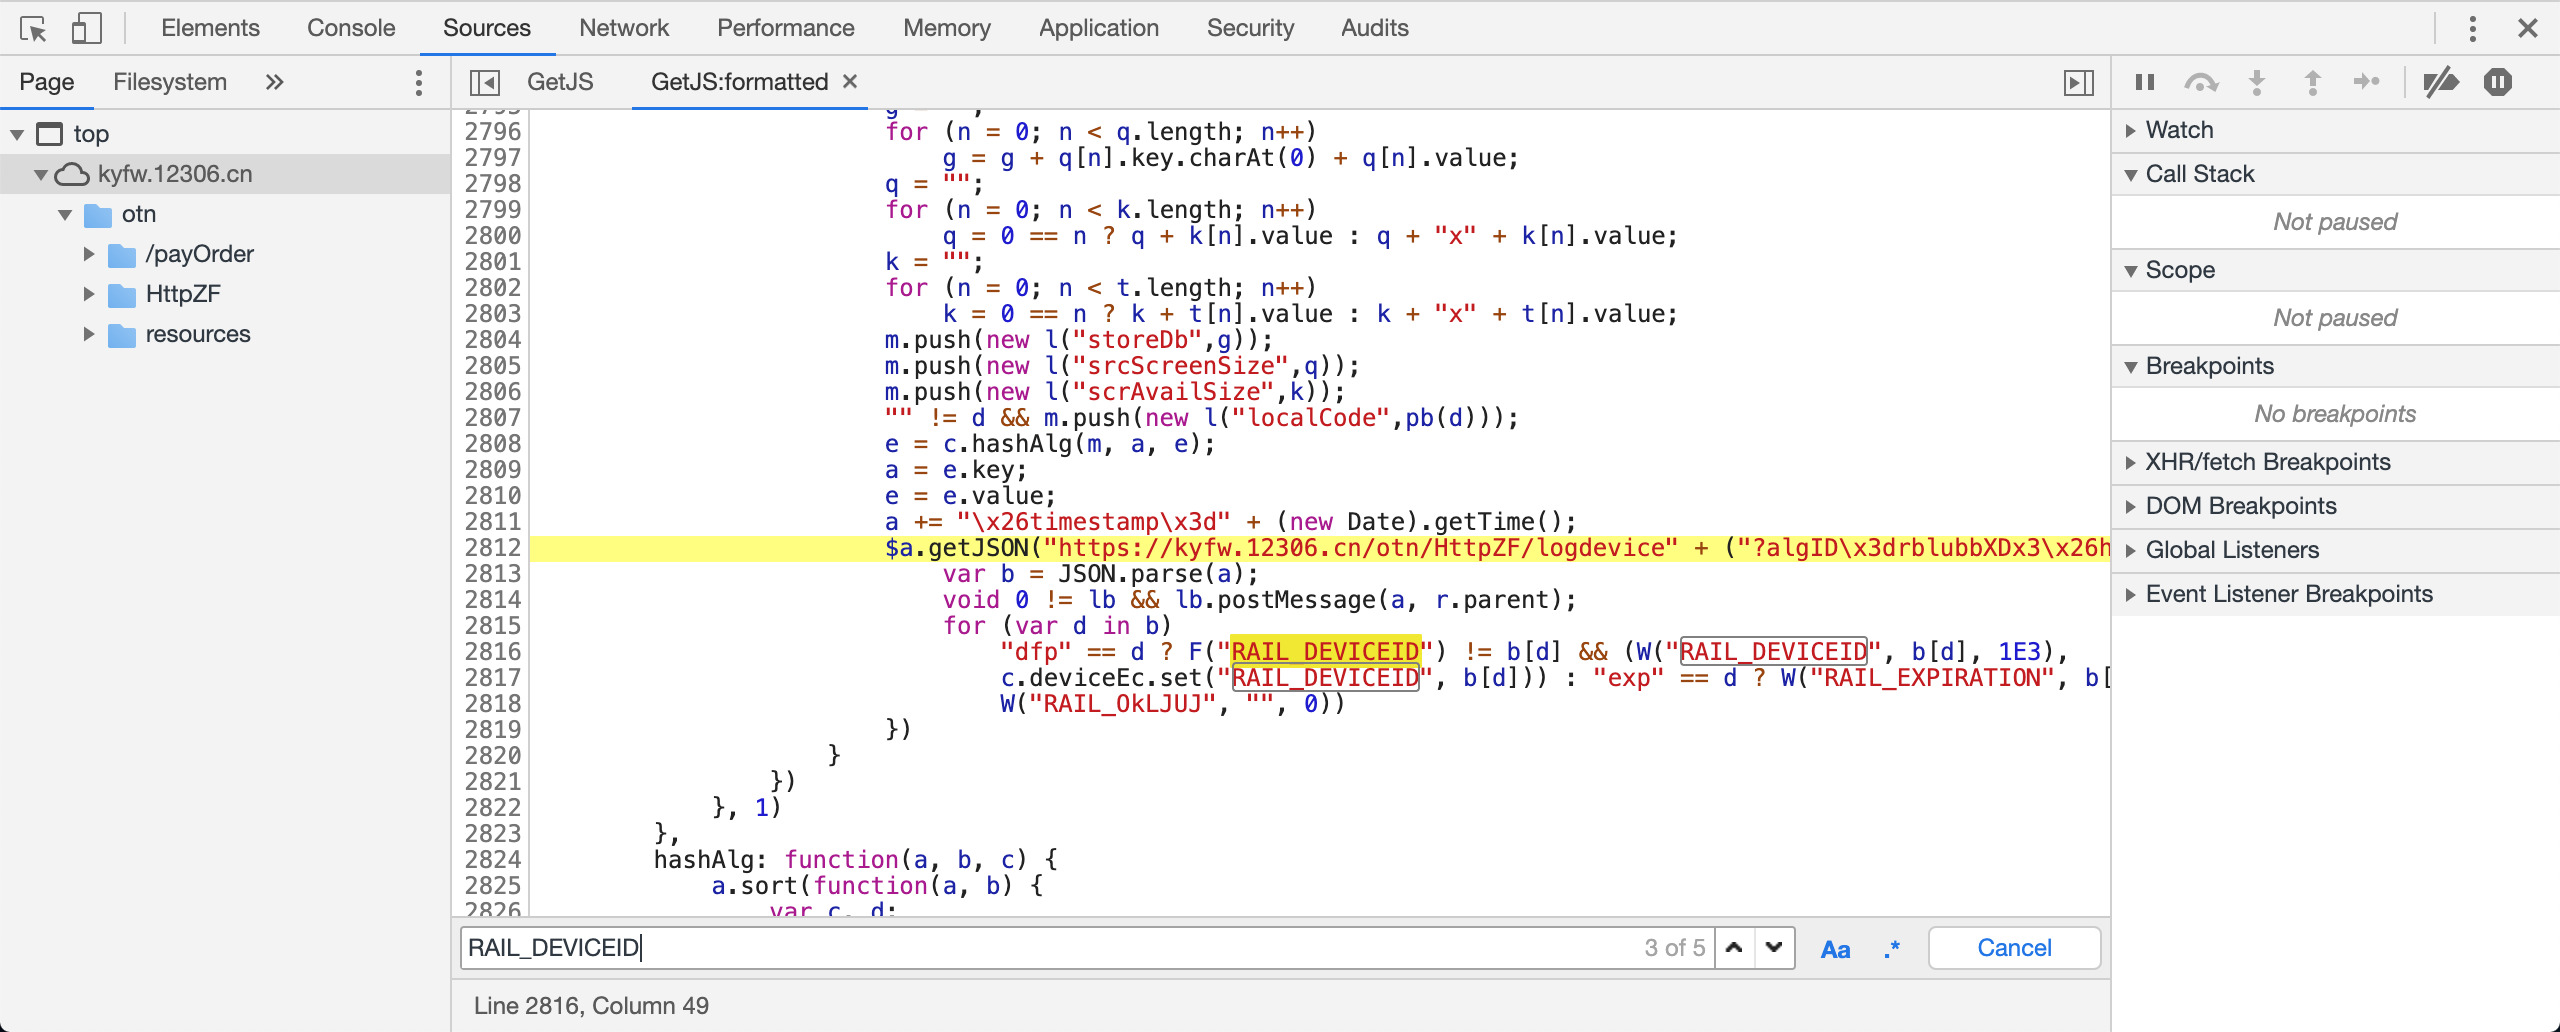 Elements Console Sources Network Performance Memory Application Security Audits
Page Filesystem
GetJS GetJS:formatted
top
kyfw.12306.cn
otn
/payOrder
HttpZF
resources
2796 for (n = 0; n < q.length; n++)
2797 g = g + q[n].key.charAt(0) + q[n].value;
2798 q = "";
2799 for (n = 0; n < k.length; n++)
2800 q = 0 == n ? q + k[n].value : q + "x" + k[n].value;
2801 k = "";
2802 for (n = 0; n < t.length; n++)
2803 k = 0 == n ? k + t[n].value : k + "x" + t[n].value;
2804 m.push(new l("storeDb",g));
2805 m.push(new l("srcScreenSize",q));
2806 m.push(new l("scrAvailSize",k));
2807 "" != d && m.push(new l("localCode",pb(d)));
2808 e = c.hashAlg(m, a, e);
2809 a = e.key;
2810 e = e.value;
2811 a += "\x26timestamp\x3d" + (new Date).getTime();
2812 $a.getJSON("https://kyfw.12306.cn/otn/HttpZF/logdevice" + ("?algID\x3drblubbXDx3\x26h
2813 var b = JSON.parse(a);
2814 void 0 != lb && lb.postMessage(a, r.parent);
2815 for (var d in b)
2816 "dfp" == d ? F("RAIL_DEVICEID") != b[d] && (W("RAIL_DEVICEID", b[d], 1E3),
2817 c.deviceEc.set("RAIL_DEVICEID", b[d])) : "exp" == d ? W("RAIL_EXPIRATION", b[
2818 W("RAIL_OkLJUJ", "", 0))
2819 })
2820 }
2821 })
2822 }, 1)
2823 },
2824 hashAlg: function(a, b, c) {
2825 a.sort(function(a, b) {
2826 var c, d;
RAIL_DEVICEID 3 of 5 Aa .* Cancel
Line 2816, Column 49
Watch
Call Stack
Not paused
Scope
Not paused
Breakpoints
No breakpoints
XHR/fetch Breakpoints
DOM Breakpoints
Global Listeners
Event Listener Breakpoints